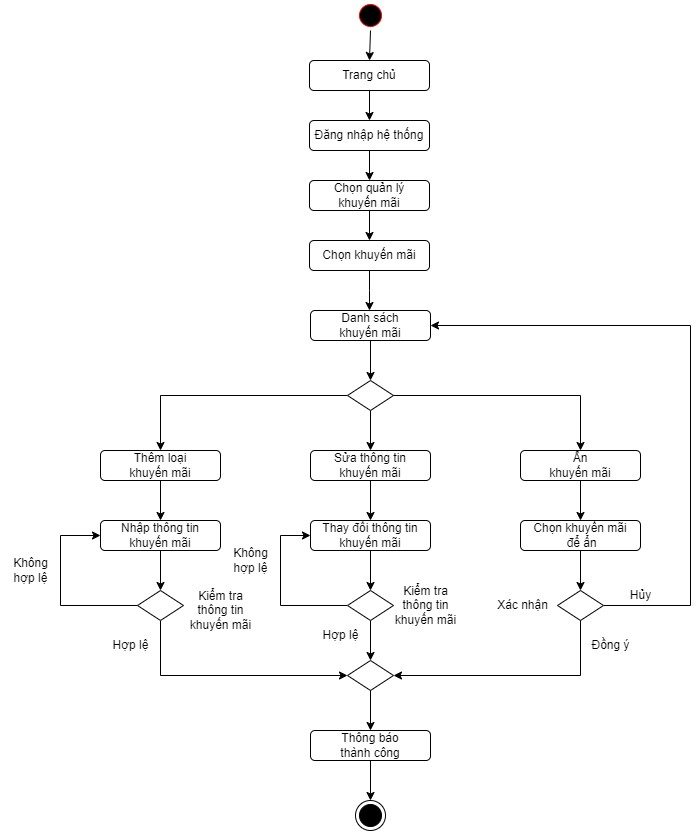 Trang chủ
Đăng nhập hệ thống
Chọn quản lý
khuyến mãi
Chọn khuyến mãi
Danh sách
khuyến mãi
Thêm loại
khuyến mãi
Sửa thông tin
khuyến mãi
Ẩn
khuyến mãi
Nhập thông tin
khuyến mãi
Thay đổi thông tin
khuyến mãi
Chọn khuyến mãi
để ẩn
Không
hợp lệ
Không
hợp lệ
Kiểm tra
thông tin
khuyến mãi
Kiểm tra
thông tin
khuyến mãi
Xác nhận
Hủy
Hợp lệ
Hợp lệ
Đồng ý
Thông báo
thành công